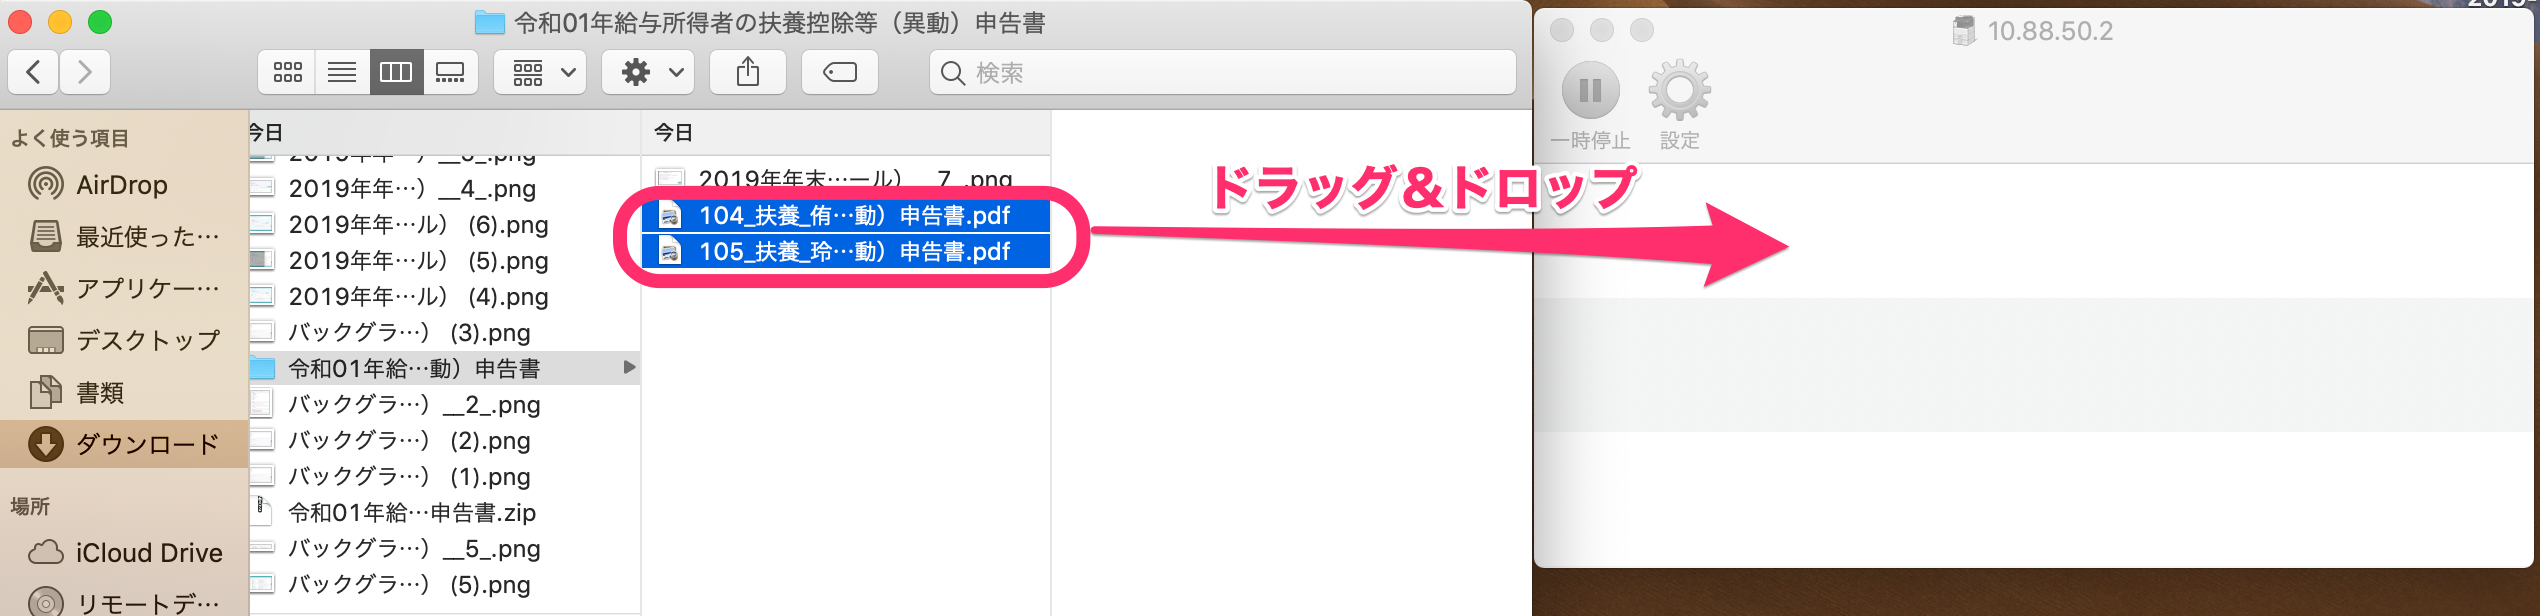 令和01年給与所得者の扶養控除等（異動）申告書
検索
よく使う項目
AirDrop
最近使った…
アプリケー…
デスクトップ
書類
ダウンロード
場所
iCloud Drive
リモートデ…
今日
2019年年…）__4_.png
2019年年…ル） (6).png
2019年年…ル） (5).png
2019年年…ル） (4).png
バックグラ…） (3).png
令和01年給…動）申告書
バックグラ…）__2_.png
バックグラ…） (2).png
バックグラ…） (1).png
令和01年給…申告書.zip
バックグラ…）__5_.png
バックグラ…） (5).png
今日
2019年年末…ール）__7_.png
104_扶養_侑…動）申告書.pdf
105_扶養_玲…動）申告書.pdf
ドラッグ&ドロップ
10.88.50.2
一時停止
設定